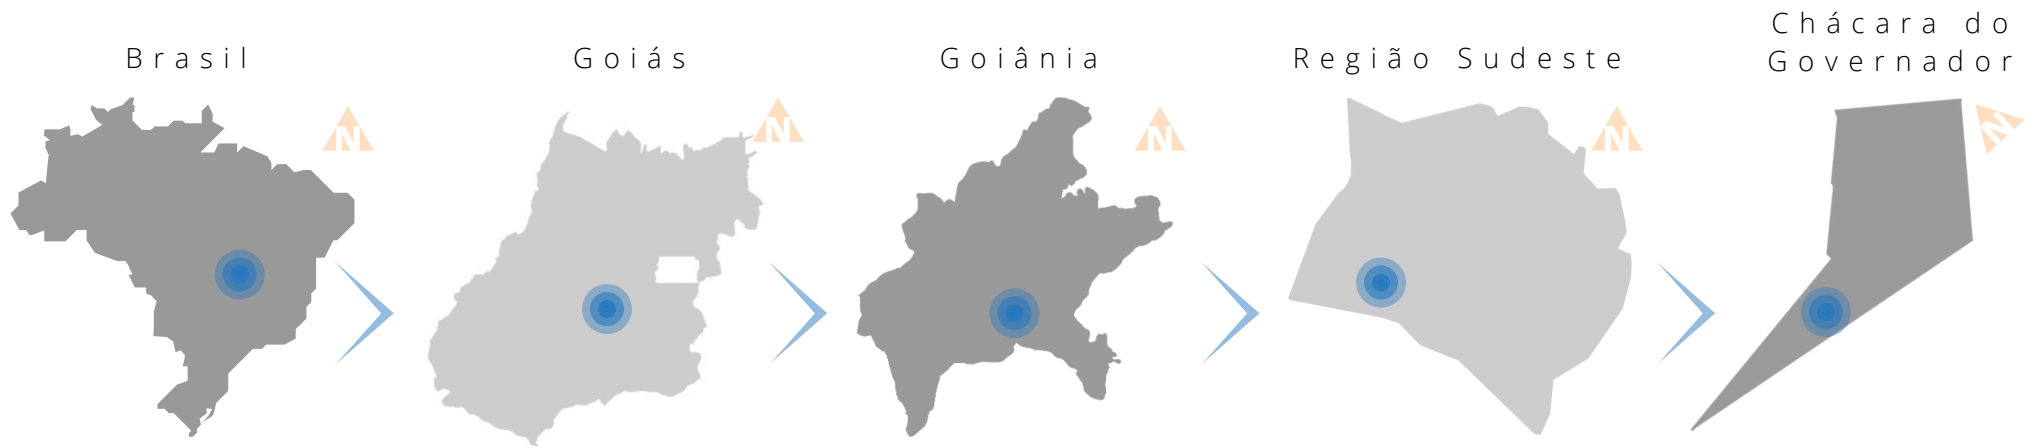 Brasil
Goiás
Goiânia
Região Sudeste
Chácara do
Governador
N
N
N
N
N